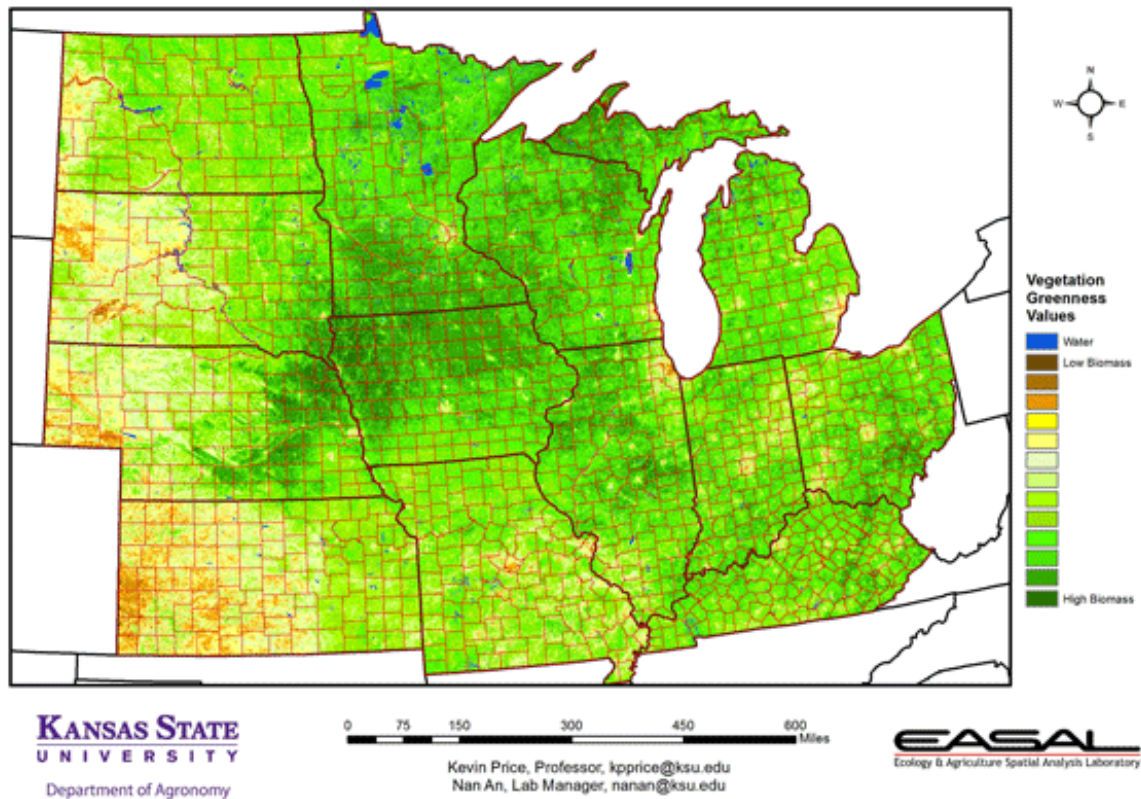 N
W
E
S
Vegetation
Greenness
Values
Water
Low Biomass
High Biomass
KANSAS STATE
UNIVERSITY
Department of Agronomy
0 75 150 300 450 600
Miles
Kevin Price, Professor, kpprice@ksu.edu
Nan An, Lab Manager, nanan@ksu.edu
EASAL
Ecology & Agriculture Spatial Analysis Laboratory